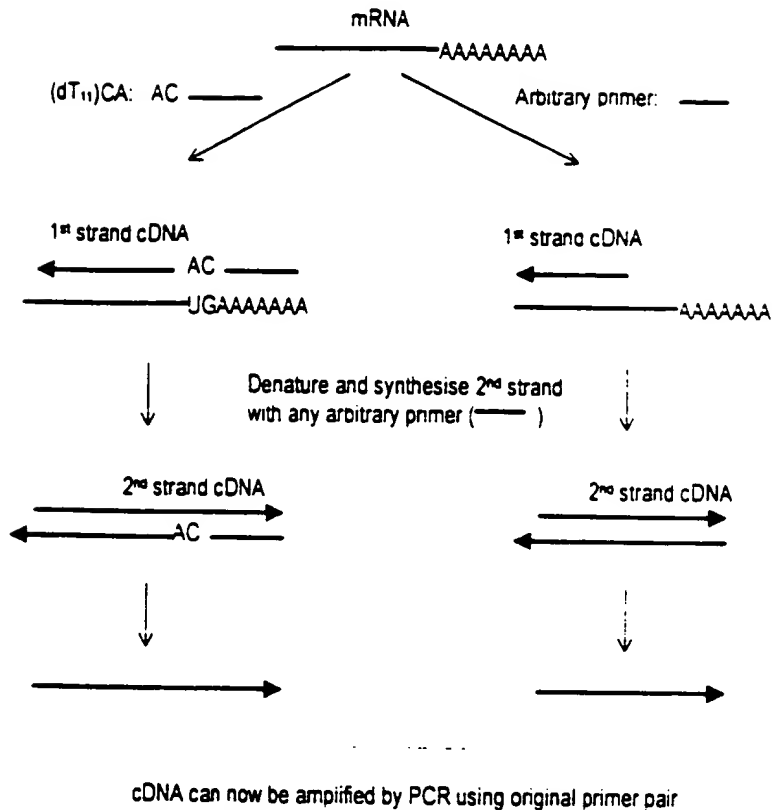 mRNA
AAAAAAAA
(dT₁₁)CA: AC
Arbitrary primer:
1st strand cDNA
AC
UGAAAAAAA
1st strand cDNA
AAAAAAA
Denature and synthesise 2nd strand
with any arbitrary primer ( )
2nd strand cDNA
AC
2nd strand cDNA
cDNA can now be amplified by PCR using original primer pair